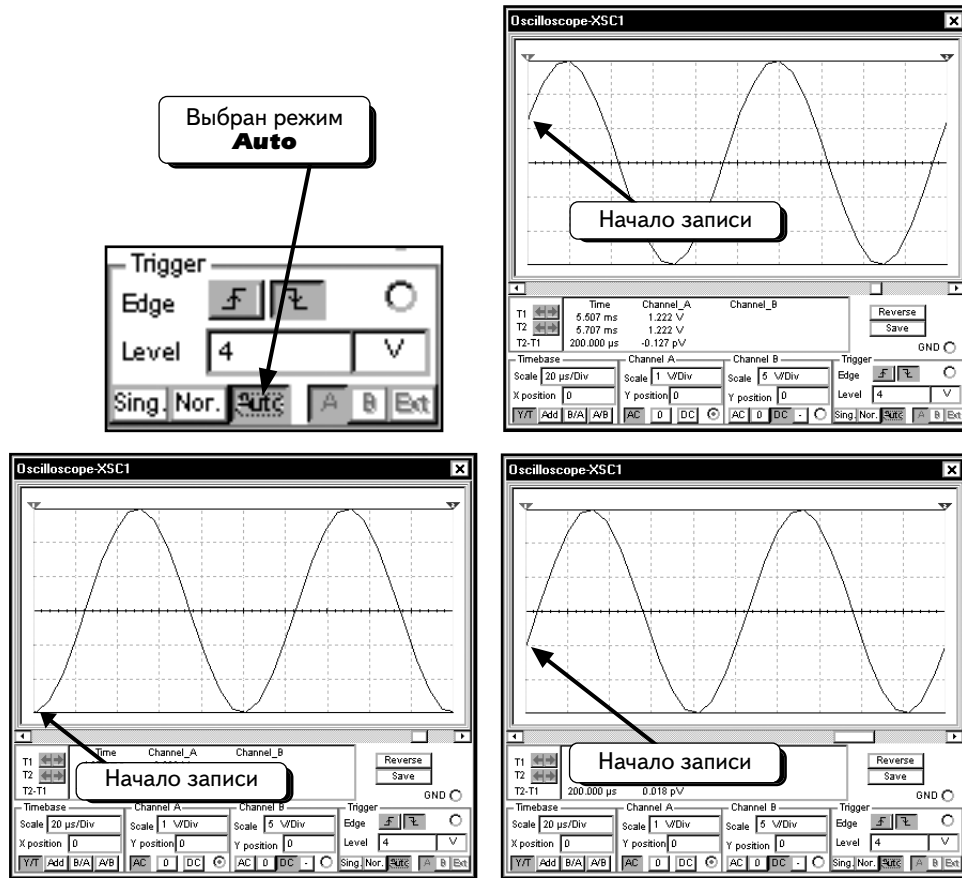 Выбран режим
Auto
Trigger
Edge
Level 4 V
Sing. Nor. Auto A B Ext
Oscilloscope-XSC1
Начало записи
Time Channel_A Channel_B
T1 5.507 ms 1.222 V
T2 5.707 ms 1.222 V
T2-T1 200.000 µs -0.127 pV
Reverse
Save
GND
Timebase Channel A Channel B Trigger
Scale 20 µs/Div Scale 1 V/Div Scale 5 V/Div Edge
X position 0 Y position 0 Y position 0 Level 4 V
Y/T Add B/A A/B AC 0 DC AC 0 DC - Sing. Nor. Auto A B Ext
Oscilloscope-XSC1
Time Channel_A Channel_B
T1
T2
T2-T1
Начало записи
Reverse
Save
GND
Timebase Channel A Channel B Trigger
Scale 20 µs/Div Scale 1 V/Div Scale 5 V/Div Edge
X position 0 Y position 0 Y position 0 Level 4 V
Y/T Add B/A A/B AC 0 DC AC 0 DC - Sing. Nor. Auto A B Ext
Oscilloscope-XSC1
T1
T2
Начало записи
T2-T1 200.000 µs 0.018 pV
Reverse
Save
GND
Timebase Channel A Channel B Trigger
Scale 20 µs/Div Scale 1 V/Div Scale 5 V/Div Edge
X position 0 Y position 0 Y position 0 Level 4 V
Y/T Add B/A A/B AC 0 DC AC 0 DC - Sing. Nor. Auto A B Ext